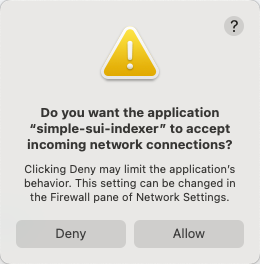 ?
Do you want the application
“simple-sui-indexer” to accept
incoming network connections?
Clicking Deny may limit the application’s
behavior. This setting can be changed in
the Firewall pane of Network Settings.
Deny
Allow